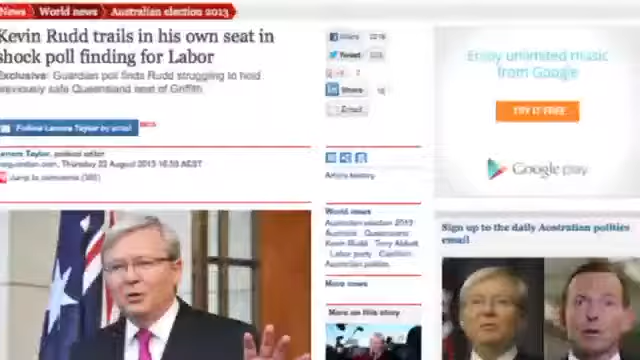 News World news Australian election 2013
Kevin Rudd trails in his own seat in
shock poll finding for Labor
Exclusive: Guardian poll finds Rudd struggling to hold
previously safe Queensland seat of Griffith
Follow Lenore Taylor by email
Lenore Taylor, political editor
theguardian.com, Thursday 22 August 2013 16.53 AEST
Jump to comments
Share
Tweet
Share
Email
Article history
World news
Australian election 2013
Australia Queensland
Kevin Rudd Tony Abbott
Labor party Coalition
Australian politics
More news
More on this story
Enjoy unlimited music
from Google
TRY IT FREE
Google play
Sign up to the daily Australian politics
email